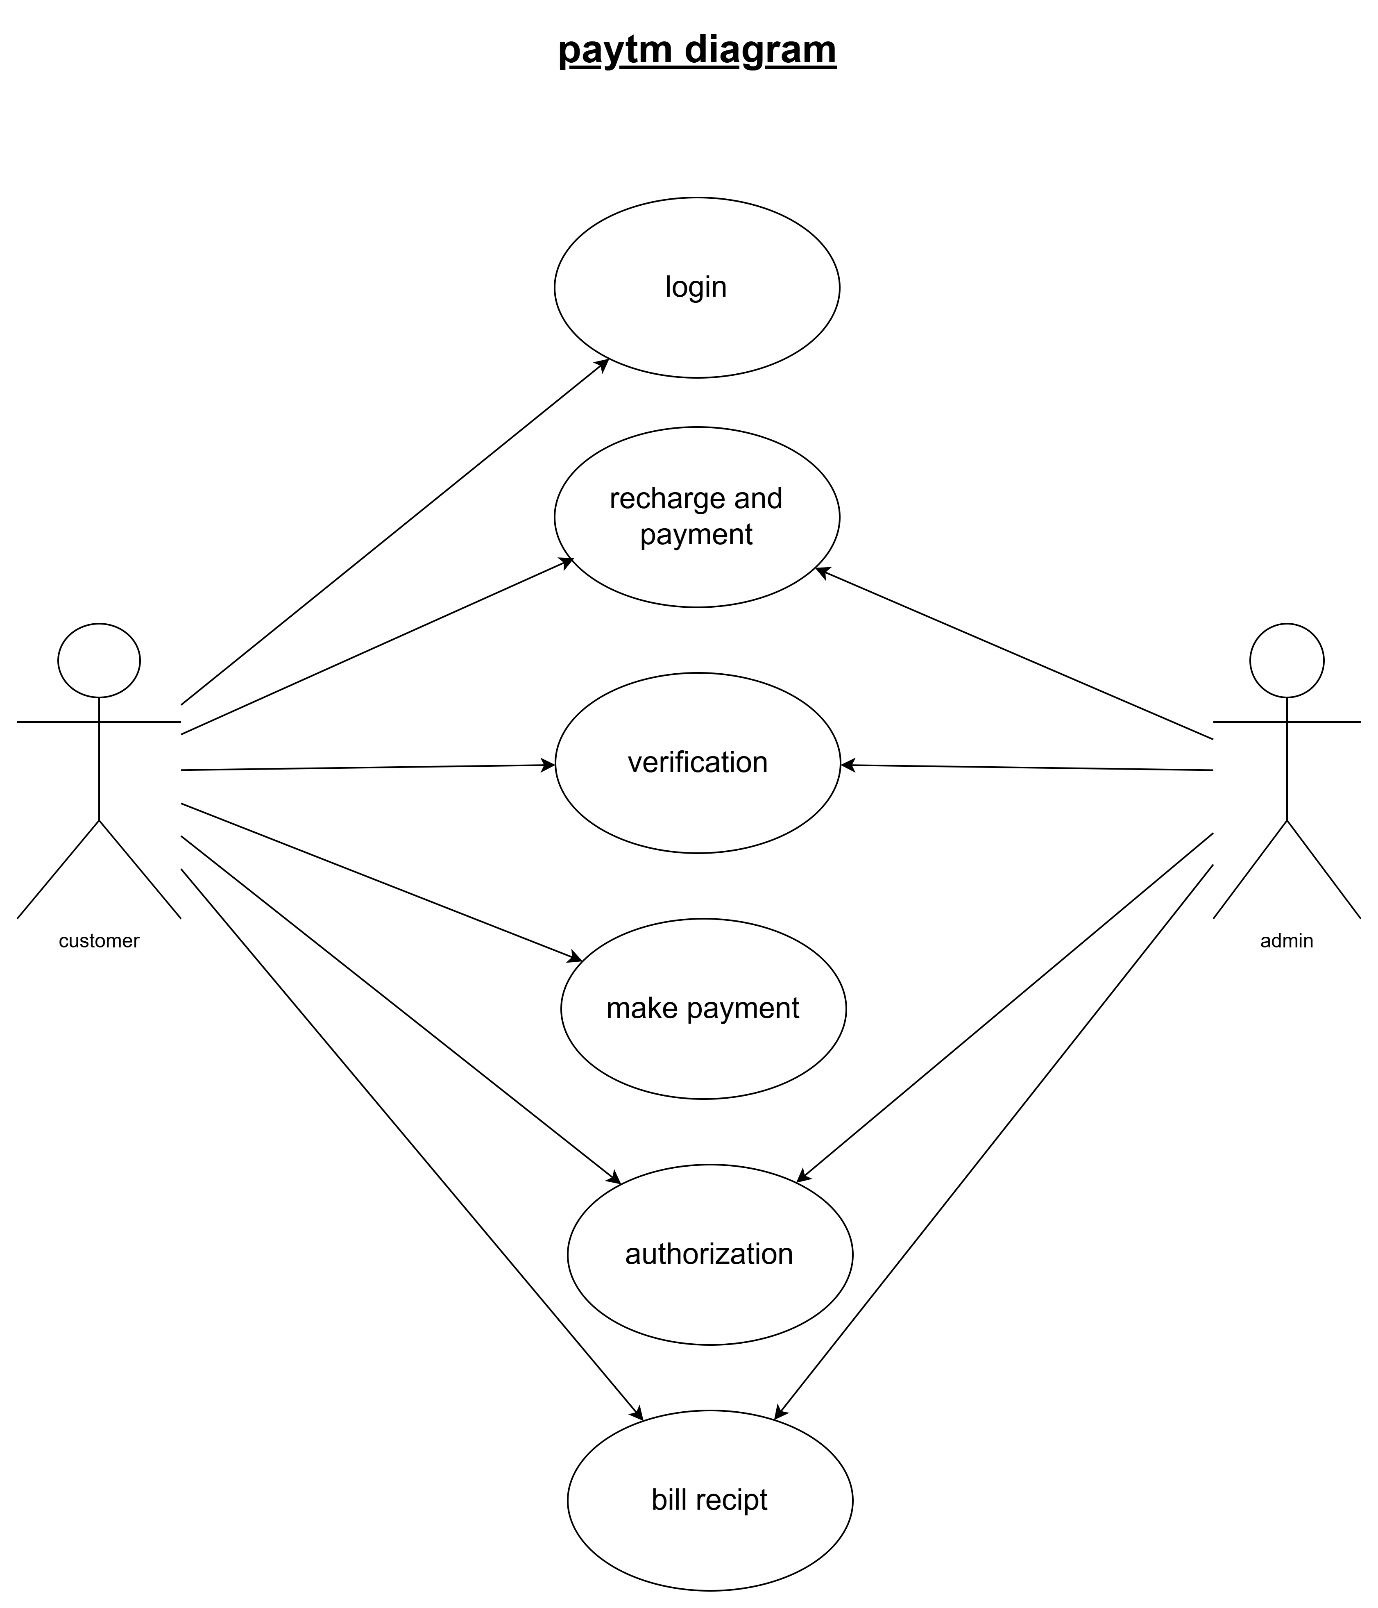 paytm diagram
login
recharge and
payment
verification
customer
admin
make payment
authorization
bill recipt